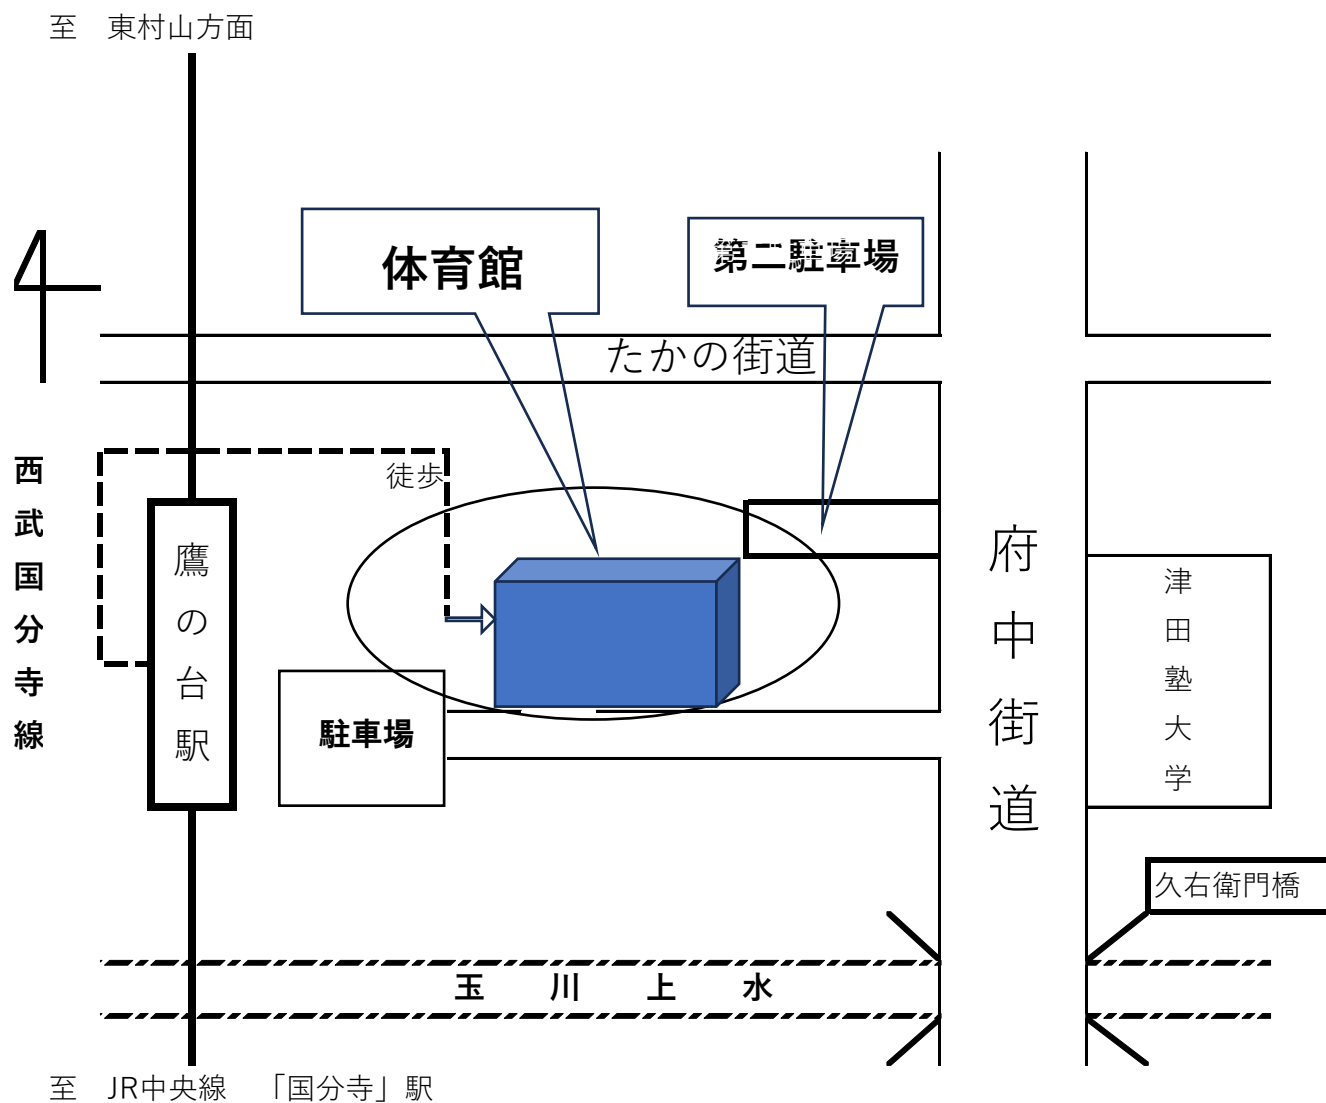 至　東村山方面
体育館
第二駐車場
たかの街道
徒歩
西武国分寺線
鷹の台駅
府中街道
津田塾大学
駐車場
久右衛門橋
玉　川　上　水
至　JR中央線　「国分寺」駅